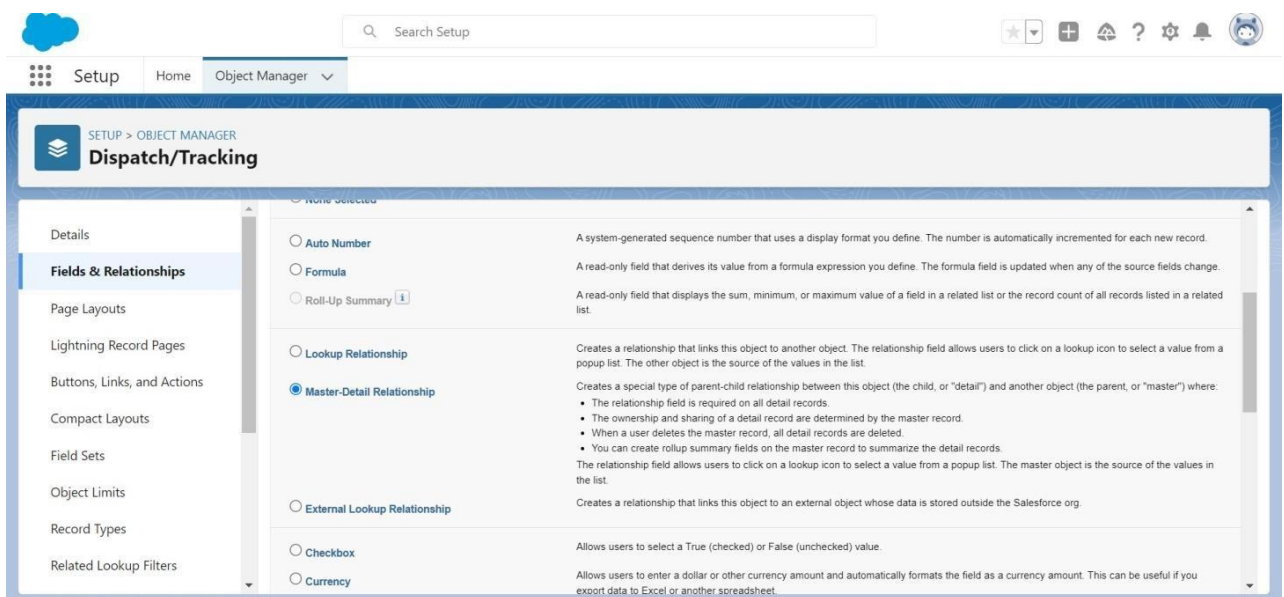 Search Setup
Setup
Home
Object Manager
SETUP > OBJECT MANAGER
Dispatch/Tracking
Details
Fields & Relationships
Page Layouts
Lightning Record Pages
Buttons, Links, and Actions
Compact Layouts
Field Sets
Object Limits
Record Types
Related Lookup Filters
None Selected
Auto Number
A system-generated sequence number that uses a display format you define. The number is automatically incremented for each new record.
Formula
A read-only field that derives its value from a formula expression you define. The formula field is updated when any of the source fields change.
Roll-Up Summary i
A read-only field that displays the sum, minimum, or maximum value of a field in a related list or the record count of all records listed in a related
list.
Lookup Relationship
Creates a relationship that links this object to another object. The relationship field allows users to click on a lookup icon to select a value from a
popup list. The other object is the source of the values in the list.
Master-Detail Relationship
Creates a special type of parent-child relationship between this object (the child, or "detail") and another object (the parent, or "master") where:
• The relationship field is required on all detail records.
• The ownership and sharing of a detail record are determined by the master record.
• When a user deletes the master record, all detail records are deleted.
• You can create rollup summary fields on the master record to summarize the detail records.
The relationship field allows users to click on a lookup icon to select a value from a popup list. The master object is the source of the values in
the list.
External Lookup Relationship
Creates a relationship that links this object to an external object whose data is stored outside the Salesforce org.
Checkbox
Allows users to select a True (checked) or False (unchecked) value.
Currency
Allows users to enter a dollar or other currency amount and automatically formats the field as a currency amount. This can be useful if you
export data to Excel or another spreadsheet.